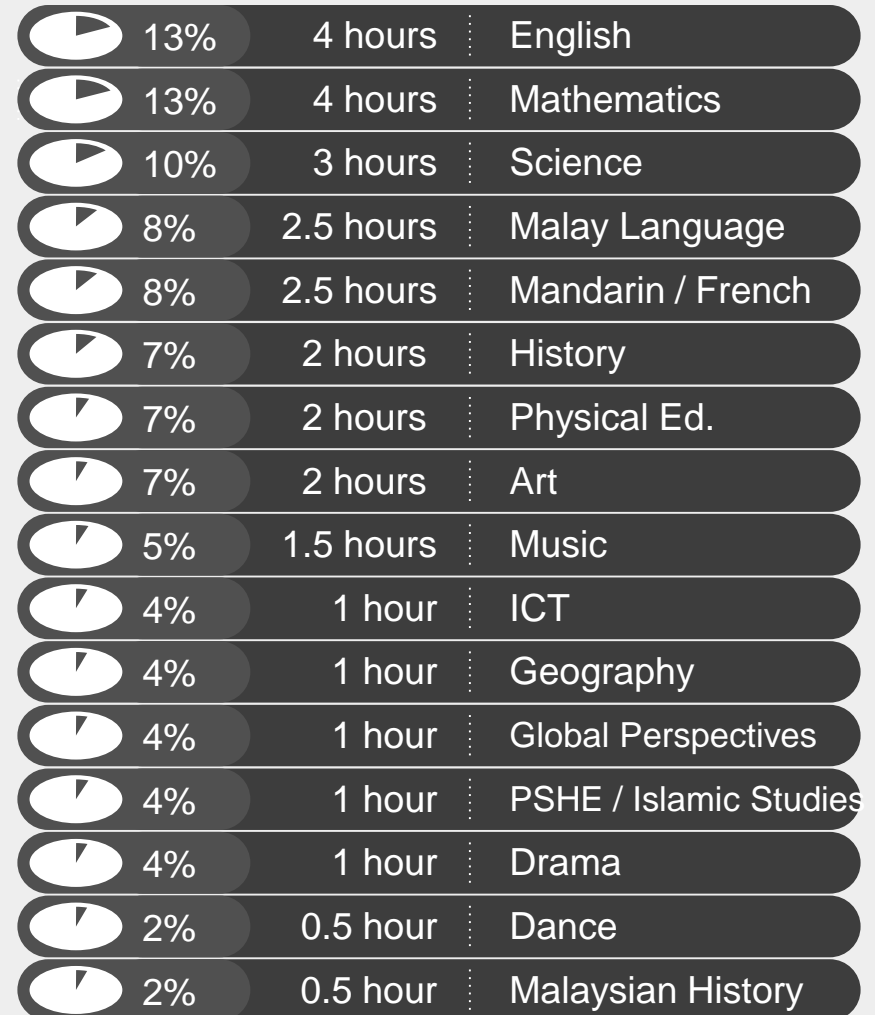 13% 4 hours English
13% 4 hours Mathematics
10% 3 hours Science
8% 2.5 hours Malay Language
8% 2.5 hours Mandarin / French
7% 2 hours History
7% 2 hours Physical Ed.
7% 2 hours Art
5% 1.5 hours Music
4% 1 hour ICT
4% 1 hour Geography
4% 1 hour Global Perspectives
4% 1 hour PSHE / Islamic Studies
4% 1 hour Drama
2% 0.5 hour Dance
2% 0.5 hour Malaysian History